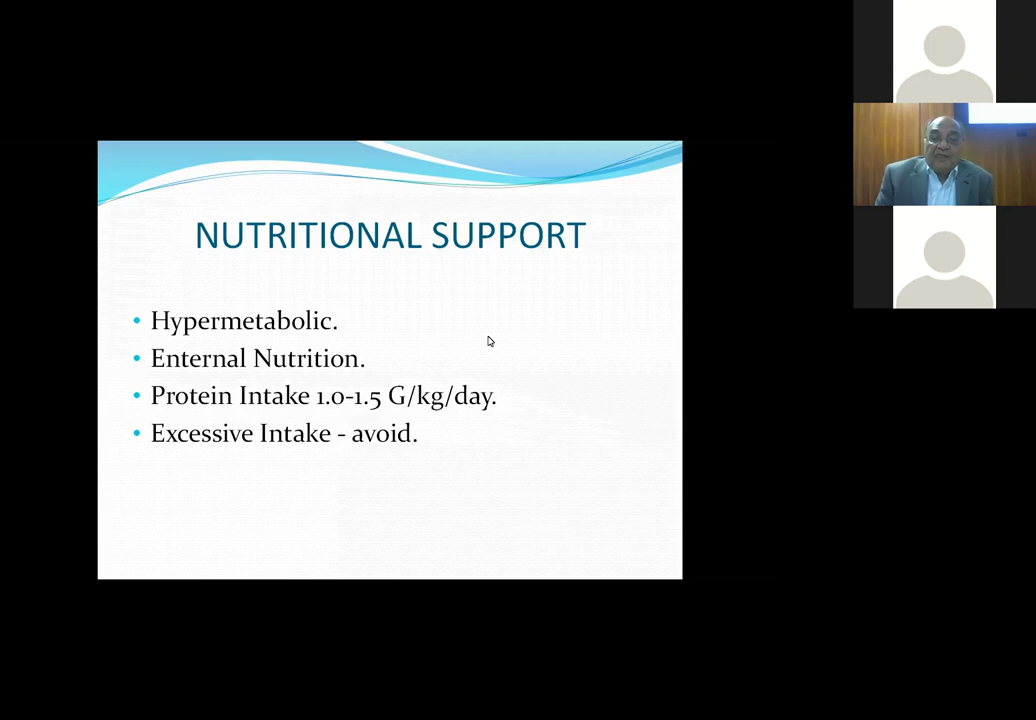 NUTRITIONAL SUPPORT
Hypermetabolic.
Enternal Nutrition.
Protein Intake 1.0-1.5 G/kg/day.
Excessive Intake - avoid.